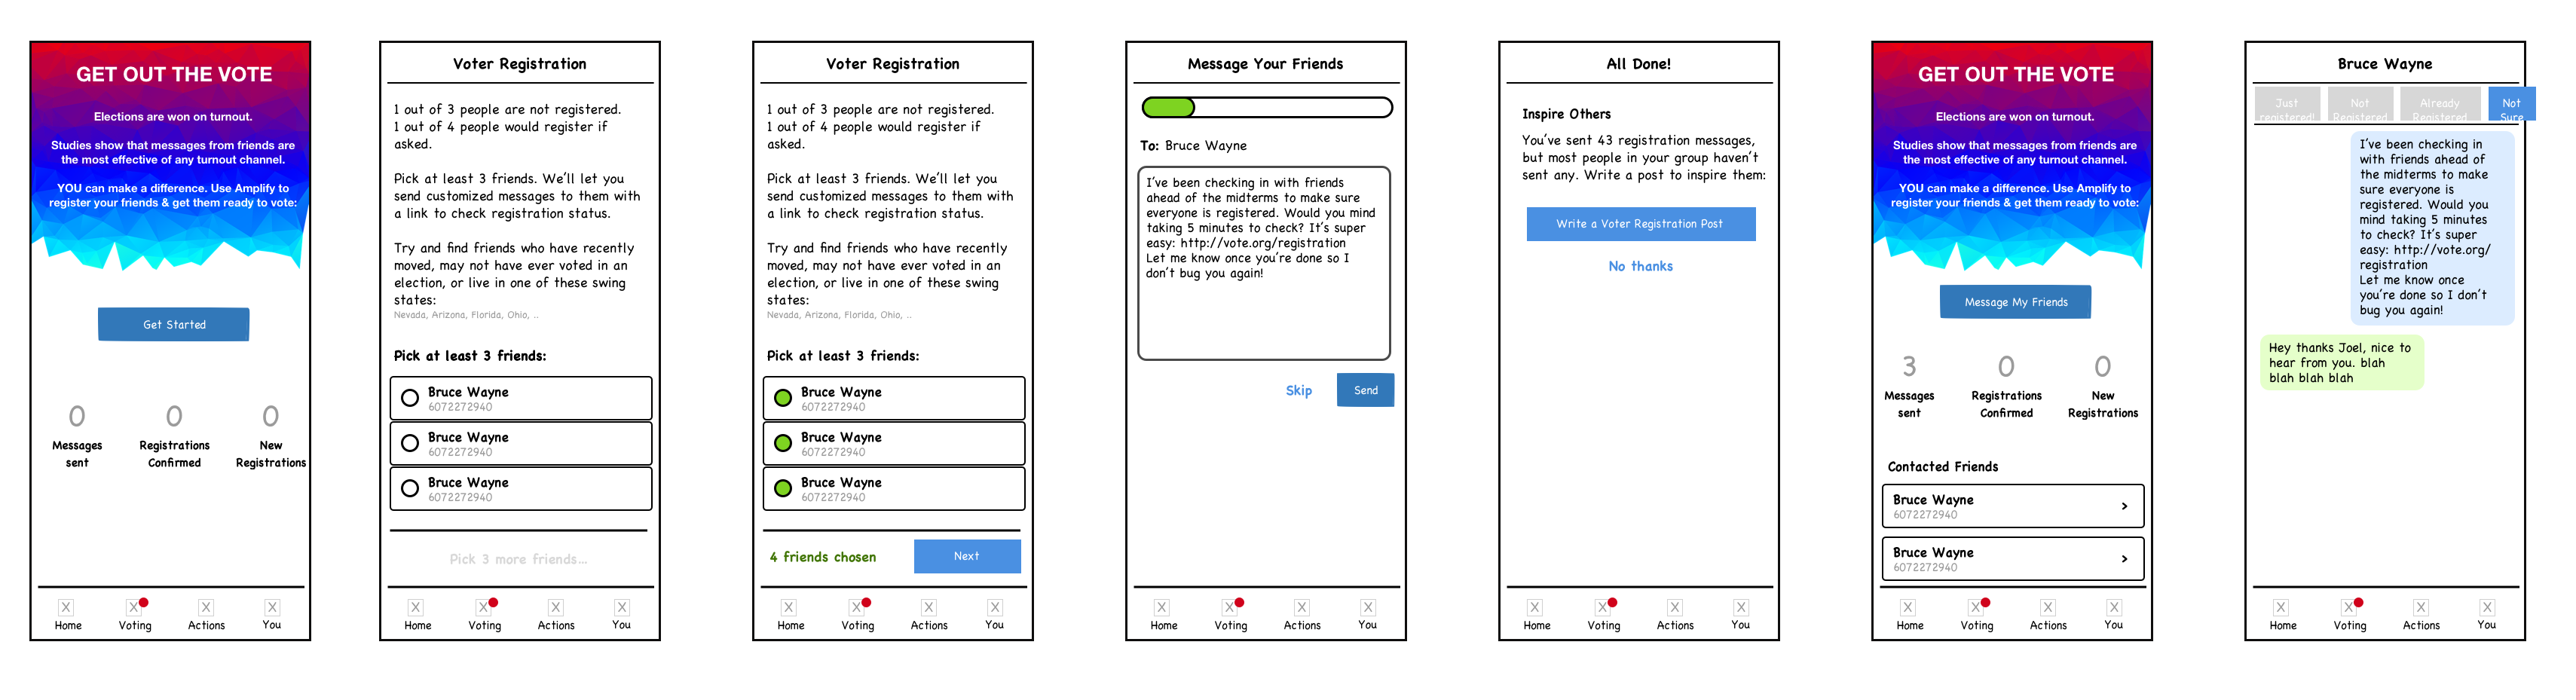 GET OUT THE VOTE
Elections are won on turnout.
Studies show that messages from friends are
the most effective of any turnout channel.
YOU can make a difference. Use Amplify to
register your friends & get them ready to vote:
Get Started
0
0
0
Messages
sent
Registrations
Confirmed
New
Registrations
X
X
X
X
Home
Voting
Actions
You
Voter Registration
1 out of 3 people are not registered.
1 out of 4 people would register if
asked.
Pick at least 3 friends. We'll let you
send customized messages to them with
a link to check registration status.
Try and find friends who have recently
moved, may not have ever voted in an
election, or live in one of these swing
states:
Nevada, Arizona, Florida, Ohio, ..
Pick at least 3 friends:
Bruce Wayne
6072272940
Bruce Wayne
6072272940
Bruce Wayne
6072272940
Pick 3 more friends...
X
X
X
X
Home
Voting
Actions
You
Voter Registration
1 out of 3 people are not registered.
1 out of 4 people would register if
asked.
Pick at least 3 friends. We'll let you
send customized messages to them with
a link to check registration status.
Try and find friends who have recently
moved, may not have ever voted in an
election, or live in one of these swing
states:
Nevada, Arizona, Florida, Ohio, ..
Pick at least 3 friends:
Bruce Wayne
6072272940
Bruce Wayne
6072272940
Bruce Wayne
6072272940
4 friends chosen
Next
X
X
X
X
Home
Voting
Actions
You
Message Your Friends
To: Bruce Wayne
I've been checking in with friends
ahead of the midterms to make sure
everyone is registered. Would you mind
taking 5 minutes to check? It's super
easy: http://vote.org/registration
Let me know once you're done so I
don't bug you again!
Skip
Send
X
X
X
X
Home
Voting
Actions
You
All Done!
Inspire Others
You've sent 43 registration messages,
but most people in your group haven't
sent any. Write a post to inspire them:
Write a Voter Registration Post
No thanks
X
X
X
X
Home
Voting
Actions
You
GET OUT THE VOTE
Elections are won on turnout.
Studies show that messages from friends are
the most effective of any turnout channel.
YOU can make a difference. Use Amplify to
register your friends & get them ready to vote:
Message My Friends
3
0
0
Messages
sent
Registrations
Confirmed
New
Registrations
Contacted Friends
Bruce Wayne
6072272940
>
Bruce Wayne
6072272940
>
X
X
X
X
Home
Voting
Actions
You
Bruce Wayne
Just
registered!
Not
Registered
Already
Registered
Not
Sure
I've been checking in
with friends ahead of
the midterms to make
sure everyone is
registered. Would you
mind taking 5 minutes
to check? It's super
easy: http://vote.org/
registration
Let me know once
you're done so I don't
bug you again!
Hey thanks Joel, nice to
hear from you. blah
blah blah blah
X
X
X
X
Home
Voting
Actions
You